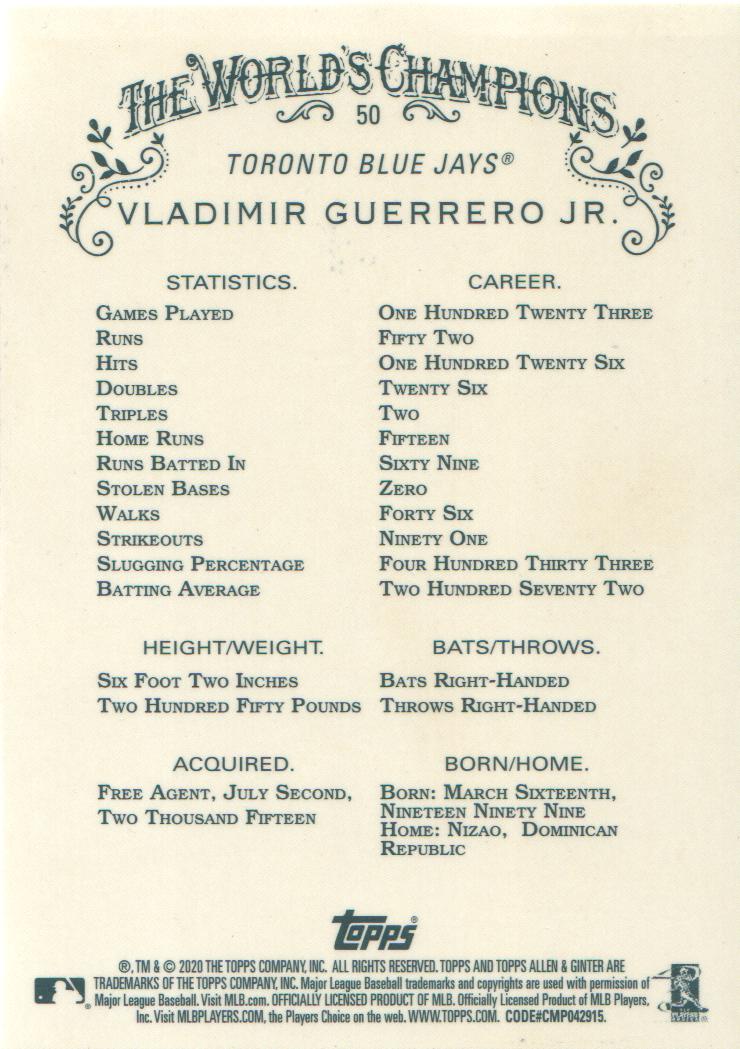 THE WORLD'S CHAMPIONS
50
TORONTO BLUE JAYS®
VLADIMIR GUERRERO JR.
STATISTICS. CAREER.
GAMES PLAYED ONE HUNDRED TWENTY THREE
RUNS FIFTY TWO
HITS ONE HUNDRED TWENTY SIX
DOUBLES TWENTY SIX
TRIPLES TWO
HOME RUNS FIFTEEN
RUNS BATTED IN SIXTY NINE
STOLEN BASES ZERO
WALKS FORTY SIX
STRIKEOUTS NINETY ONE
SLUGGING PERCENTAGE FOUR HUNDRED THIRTY THREE
BATTING AVERAGE TWO HUNDRED SEVENTY TWO
HEIGHT/WEIGHT.
SIX FOOT TWO INCHES
TWO HUNDRED FIFTY POUNDS
BATS/THROWS.
BATS RIGHT-HANDED
THROWS RIGHT-HANDED
ACQUIRED.
FREE AGENT, JULY SECOND,
TWO THOUSAND FIFTEEN
BORN/HOME.
BORN: MARCH SIXTEENTH,
NINETEEN NINETY NINE
HOME: NIZAO, DOMINICAN
REPUBLIC
TOPPS®
®, TM & © 2020 THE TOPPS COMPANY, INC. ALL RIGHTS RESERVED. TOPPS AND TOPPS ALLEN & GINTER ARE
TRADEMARKS OF THE TOPPS COMPANY, INC. Major League Baseball trademarks and copyrights are used with permission of
Major League Baseball. Visit MLB.com. OFFICIALLY LICENSED PRODUCT OF MLB. Officially Licensed Product of MLB Players,
Inc. Visit MLBPLAYERS.COM, the Players Choice on the web. WWW.TOPPS.COM. CODE#CMP042915.